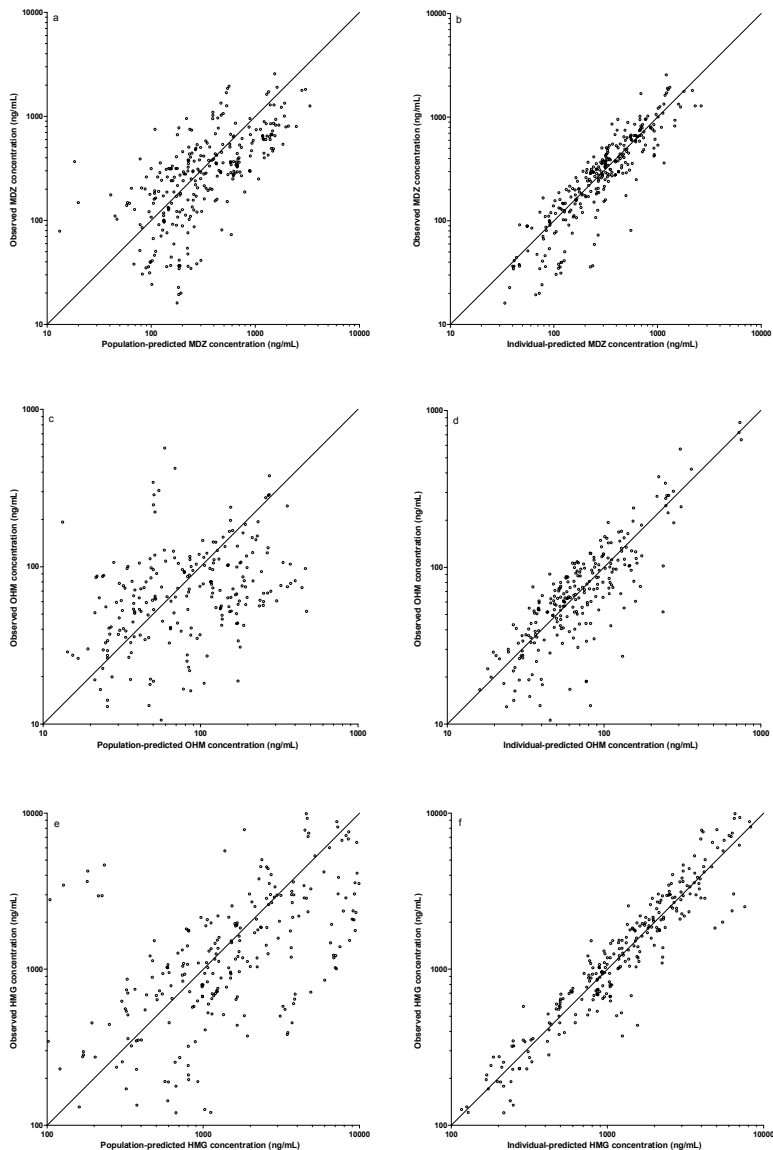 a
10000
1000
100
10
Observed MDZ concentration (ng/mL)
10 100 1000 10000
Population-predicted MDZ concentration (ng/mL)
b
10000
1000
100
10
Observed MDZ concentration (ng/mL)
10 100 1000 10000
Individual-predicted MDZ concentration (ng/mL)
c
1000
100
10
Observed OHM concentration (ng/mL)
10 100 1000
Population-predicted OHM concentration (ng/mL)
d
1000
100
10
Observed OHM concentration (ng/mL)
10 100 1000
Individual-predicted OHM concentration (ng/mL)
e
10000
1000
100
Observed HMG concentration (ng/mL)
100 1000 10000
Population-predicted HMG concentration (ng/mL)
f
10000
1000
100
Observed HMG concentration (ng/mL)
100 1000 10000
Individual-predicted HMG concentration (ng/mL)